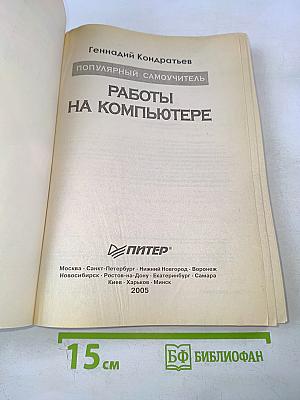 Геннадий Кондратьев
ПОПУЛЯРНЫЙ САМОУЧИТЕЛЬ
РАБОТЫ
НА КОМПЬЮТЕРЕ
ПИТЕР®
Москва · Санкт-Петербург · Нижний Новгород · Воронеж
Новосибирск · Ростов-на-Дону · Екатеринбург · Самара
Киев · Харьков · Минск
2005
15 см
БФ БИБЛИОФАН